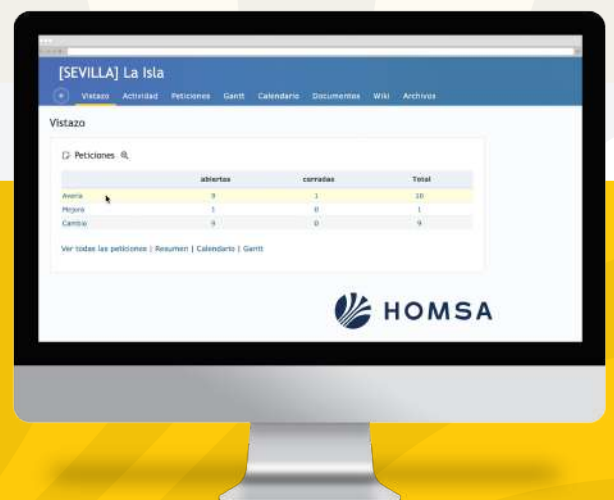 [SEVILLA] La Isla
+ Vistazo Actividad Peticiones Gantt Calendario Documentos Wiki Archivos
Vistazo
Peticiones
abiertas cerradas Total
Avería 9 1 10
Mejora 1 0 1
Cambio 9 0 9
Ver todas las peticiones | Resumen | Calendario | Gantt
HOMSA